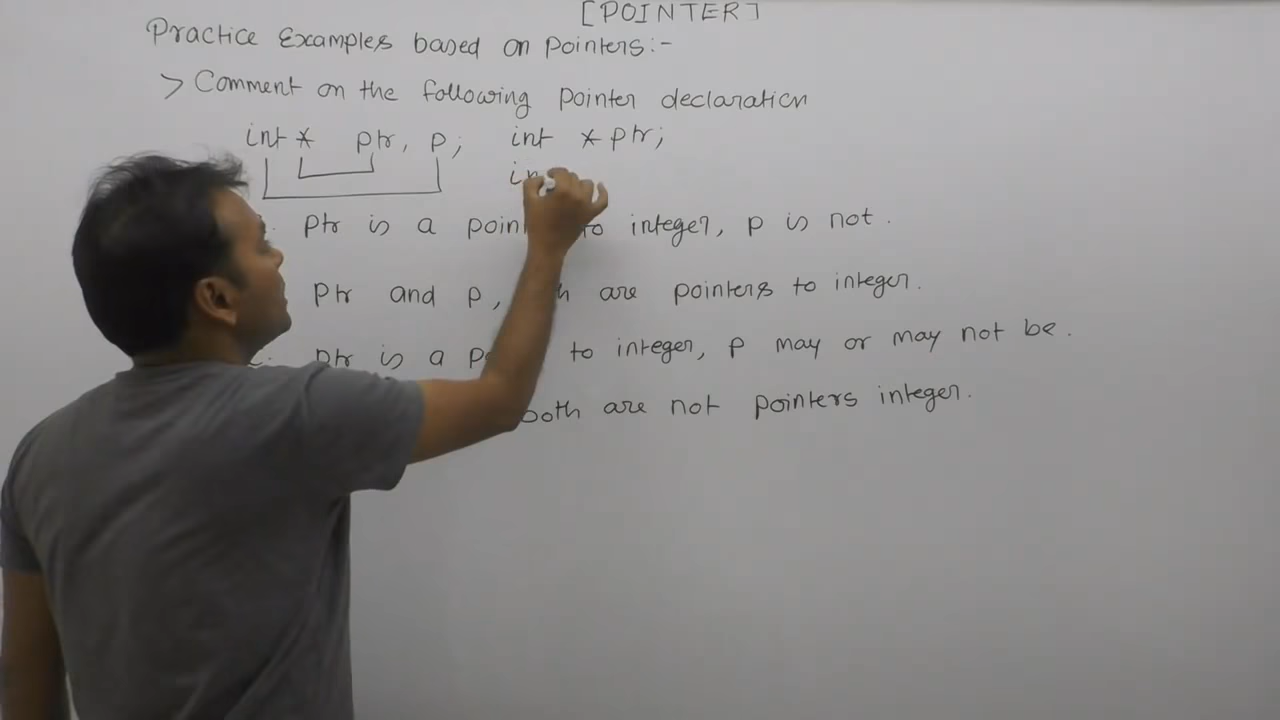 [POINTER]
Practice Examples based on pointers:-
> Comment on the following pointer declaration
int * ptr, p; int *ptr;
ptr is a to integer, p is not.
ptr and p, are pointers to integer.
ptr is a to integer, p may or may not be.
both are not pointers integer.